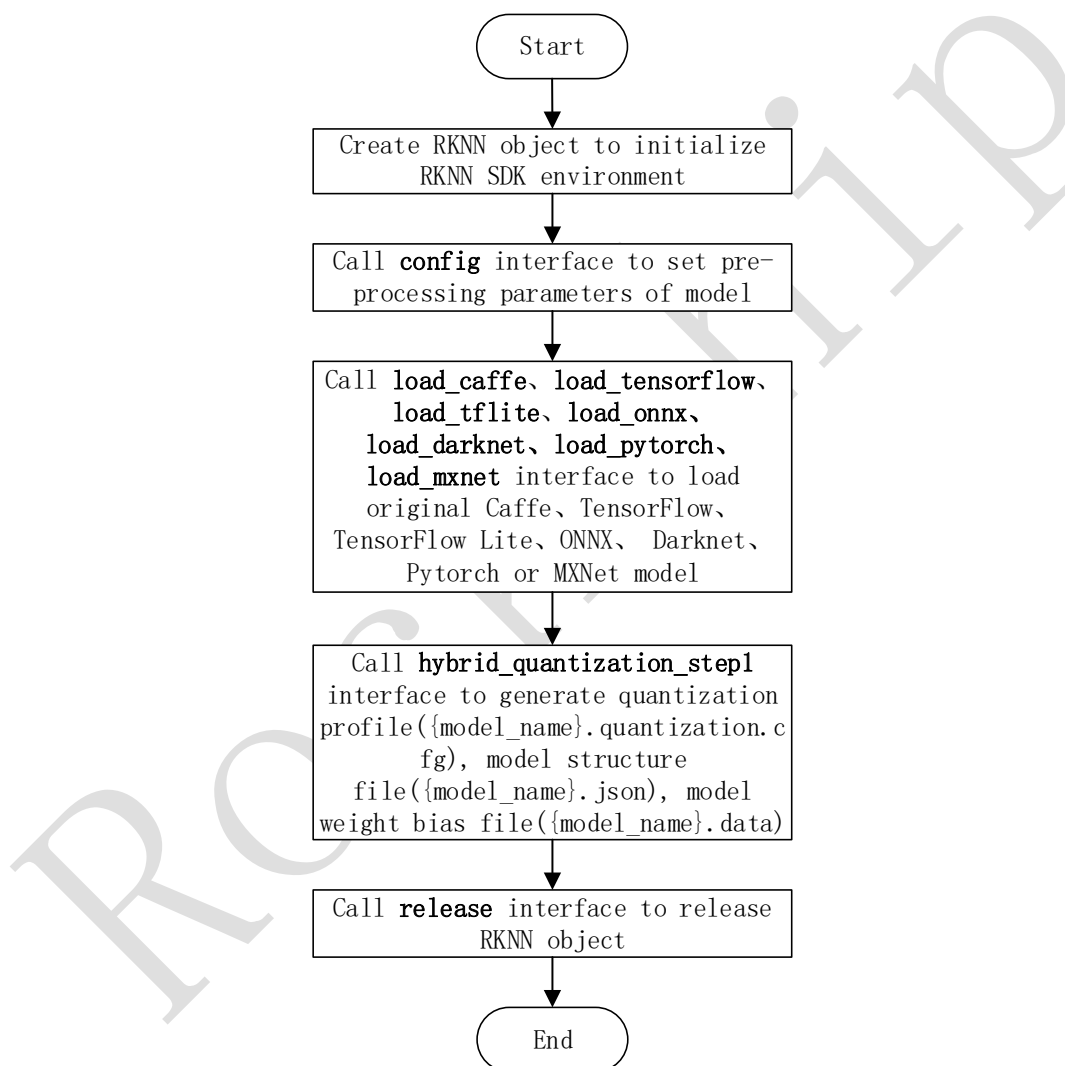 Start
Create RKNN object to initialize
RKNN SDK environment
Call config interface to set pre-
processing parameters of model
Call load_caffe、load_tensorflow、
load_tflite、load_onnx、
load_darknet、load_pytorch、
load_mxnet interface to load
original Caffe、TensorFlow、
TensorFlow Lite、ONNX、 Darknet、
Pytorch or MXNet model
Call hybrid_quantization_step1
interface to generate quantization
profile({model_name}.quantization.c
fg), model structure
file({model_name}.json), model
weight bias file({model_name}.data)
Call release interface to release
RKNN object
End